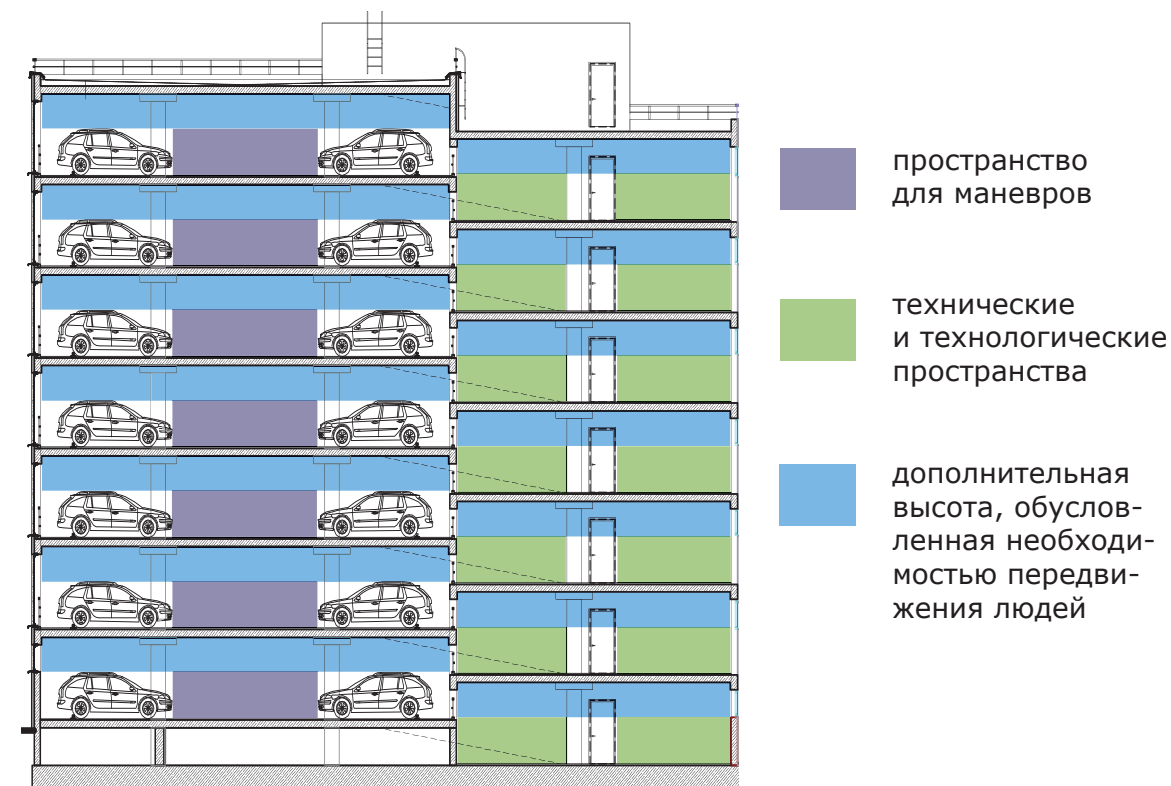 пространство
для маневров
технические
и технологические
пространства
дополнительная
высота, обуслов-
ленная необходи-
мостью передви-
жения людей